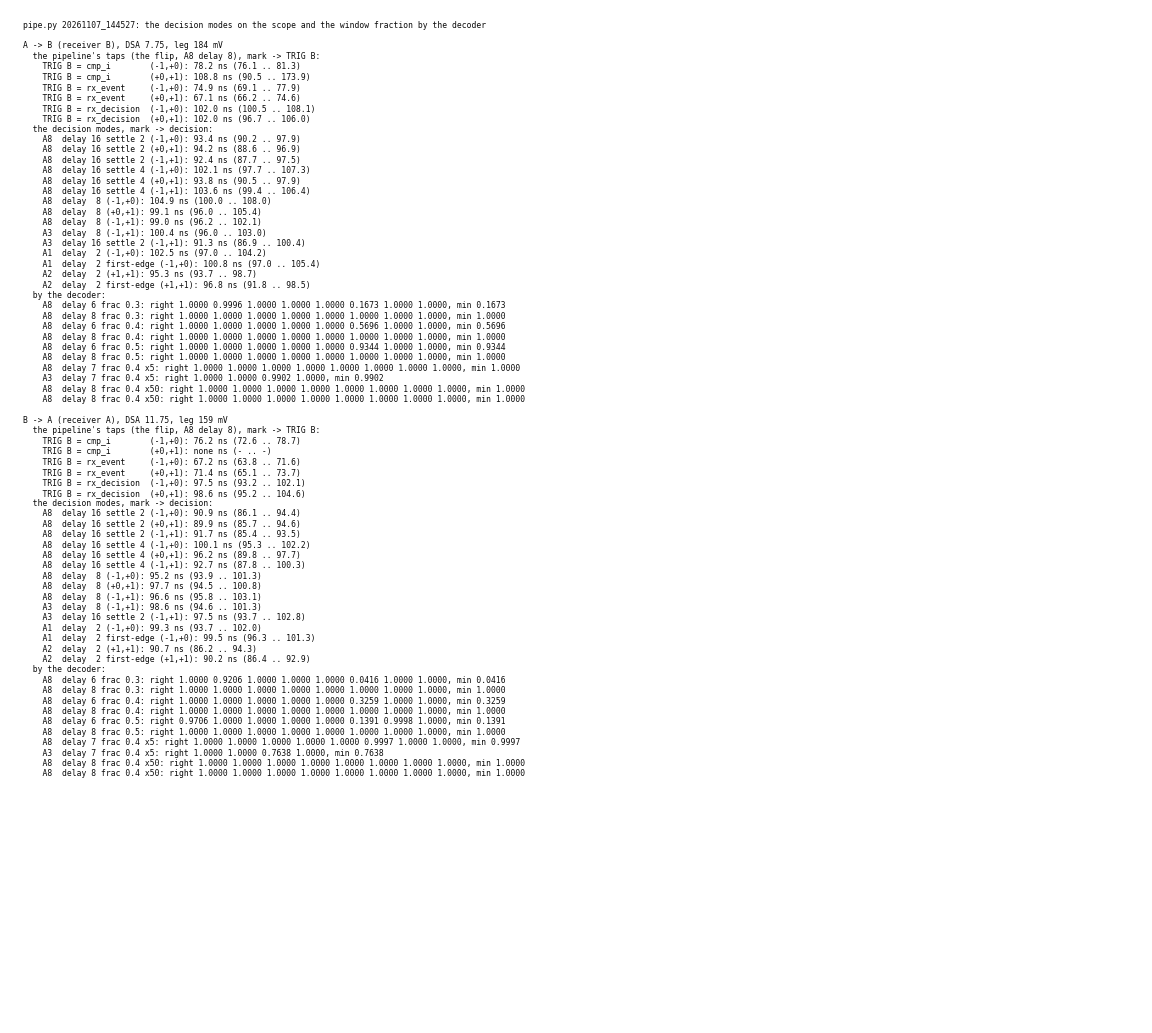 pipe.py 20261107_144527: the decision modes on the scope and the window fraction by the decoder
A -> B (receiver B), DSA 7.75, leg 184 mV
the pipeline's taps (the flip, A8 delay 8), mark -> TRIG B:
TRIG B = cmp_i (-1,+0): 78.2 ns (76.1 .. 81.3)
TRIG B = cmp_i (+0,+1): 108.8 ns (90.5 .. 173.9)
TRIG B = rx_event (-1,+0): 74.9 ns (69.1 .. 77.9)
TRIG B = rx_event (+0,+1): 67.1 ns (66.2 .. 74.6)
TRIG B = rx_decision (-1,+0): 102.0 ns (100.5 .. 108.1)
TRIG B = rx_decision (+0,+1): 102.0 ns (96.7 .. 106.0)
the decision modes, mark -> decision:
A8 delay 16 settle 2 (-1,+0): 93.4 ns (90.2 .. 97.9)
A8 delay 16 settle 2 (+0,+1): 94.2 ns (88.6 .. 96.9)
A8 delay 16 settle 2 (-1,+1): 92.4 ns (87.7 .. 97.5)
A8 delay 16 settle 4 (-1,+0): 102.1 ns (97.7 .. 107.3)
A8 delay 16 settle 4 (+0,+1): 93.8 ns (90.5 .. 97.9)
A8 delay 16 settle 4 (-1,+1): 103.6 ns (99.4 .. 106.4)
A8 delay 8 (-1,+0): 104.9 ns (100.0 .. 108.0)
A8 delay 8 (+0,+1): 99.1 ns (96.0 .. 105.4)
A8 delay 8 (-1,+1): 99.0 ns (96.2 .. 102.1)
A3 delay 8 (-1,+1): 100.4 ns (96.0 .. 103.0)
A3 delay 16 settle 2 (-1,+1): 91.3 ns (86.9 .. 100.4)
A1 delay 2 (-1,+0): 102.5 ns (97.0 .. 104.2)
A1 delay 2 first-edge (-1,+0): 100.8 ns (97.0 .. 105.4)
A2 delay 2 (+1,+1): 95.3 ns (93.7 .. 98.7)
A2 delay 2 first-edge (+1,+1): 96.8 ns (91.8 .. 98.5)
by the decoder:
A8 delay 6 frac 0.3: right 1.0000 0.9996 1.0000 1.0000 1.0000 0.1673 1.0000 1.0000, min 0.1673
A8 delay 8 frac 0.3: right 1.0000 1.0000 1.0000 1.0000 1.0000 1.0000 1.0000 1.0000, min 1.0000
A8 delay 6 frac 0.4: right 1.0000 1.0000 1.0000 1.0000 1.0000 0.5696 1.0000 1.0000, min 0.5696
A8 delay 8 frac 0.4: right 1.0000 1.0000 1.0000 1.0000 1.0000 1.0000 1.0000 1.0000, min 1.0000
A8 delay 6 frac 0.5: right 1.0000 1.0000 1.0000 1.0000 1.0000 0.9344 1.0000 1.0000, min 0.9344
A8 delay 8 frac 0.5: right 1.0000 1.0000 1.0000 1.0000 1.0000 1.0000 1.0000 1.0000, min 1.0000
A8 delay 7 frac 0.4 x5: right 1.0000 1.0000 1.0000 1.0000 1.0000 1.0000 1.0000 1.0000, min 1.0000
A3 delay 7 frac 0.4 x5: right 1.0000 1.0000 0.9902 1.0000, min 0.9902
A8 delay 8 frac 0.4 x50: right 1.0000 1.0000 1.0000 1.0000 1.0000 1.0000 1.0000 1.0000, min 1.0000
A8 delay 8 frac 0.4 x50: right 1.0000 1.0000 1.0000 1.0000 1.0000 1.0000 1.0000 1.0000, min 1.0000
B -> A (receiver A), DSA 11.75, leg 159 mV
the pipeline's taps (the flip, A8 delay 8), mark -> TRIG B:
TRIG B = cmp_i (-1,+0): 76.2 ns (72.6 .. 78.7)
TRIG B = cmp_i (+0,+1): none ns (- .. -)
TRIG B = rx_event (-1,+0): 67.2 ns (63.8 .. 71.6)
TRIG B = rx_event (+0,+1): 71.4 ns (65.1 .. 73.7)
TRIG B = rx_decision (-1,+0): 97.5 ns (93.2 .. 102.1)
TRIG B = rx_decision (+0,+1): 98.6 ns (95.2 .. 104.6)
the decision modes, mark -> decision:
A8 delay 16 settle 2 (-1,+0): 90.9 ns (86.1 .. 94.4)
A8 delay 16 settle 2 (+0,+1): 89.9 ns (85.7 .. 94.6)
A8 delay 16 settle 2 (-1,+1): 91.7 ns (85.4 .. 93.5)
A8 delay 16 settle 4 (-1,+0): 100.1 ns (95.3 .. 102.2)
A8 delay 16 settle 4 (+0,+1): 96.2 ns (89.8 .. 97.7)
A8 delay 16 settle 4 (-1,+1): 92.7 ns (87.8 .. 100.3)
A8 delay 8 (-1,+0): 95.2 ns (93.9 .. 101.3)
A8 delay 8 (+0,+1): 97.7 ns (94.5 .. 100.8)
A8 delay 8 (-1,+1): 96.6 ns (95.8 .. 103.1)
A3 delay 8 (-1,+1): 98.6 ns (94.6 .. 101.3)
A3 delay 16 settle 2 (-1,+1): 97.5 ns (93.7 .. 102.8)
A1 delay 2 (-1,+0): 99.3 ns (93.7 .. 102.0)
A1 delay 2 first-edge (-1,+0): 99.5 ns (96.3 .. 101.3)
A2 delay 2 (+1,+1): 90.7 ns (86.2 .. 94.3)
A2 delay 2 first-edge (+1,+1): 90.2 ns (86.4 .. 92.9)
by the decoder:
A8 delay 6 frac 0.3: right 1.0000 0.9206 1.0000 1.0000 1.0000 0.0416 1.0000 1.0000, min 0.0416
A8 delay 8 frac 0.3: right 1.0000 1.0000 1.0000 1.0000 1.0000 1.0000 1.0000 1.0000, min 1.0000
A8 delay 6 frac 0.4: right 1.0000 1.0000 1.0000 1.0000 1.0000 0.3259 1.0000 1.0000, min 0.3259
A8 delay 8 frac 0.4: right 1.0000 1.0000 1.0000 1.0000 1.0000 1.0000 1.0000 1.0000, min 1.0000
A8 delay 6 frac 0.5: right 0.9706 1.0000 1.0000 1.0000 1.0000 0.1391 0.9998 1.0000, min 0.1391
A8 delay 8 frac 0.5: right 1.0000 1.0000 1.0000 1.0000 1.0000 1.0000 1.0000 1.0000, min 1.0000
A8 delay 7 frac 0.4 x5: right 1.0000 1.0000 1.0000 1.0000 1.0000 0.9997 1.0000 1.0000, min 0.9997
A3 delay 7 frac 0.4 x5: right 1.0000 1.0000 0.7638 1.0000, min 0.7638
A8 delay 8 frac 0.4 x50: right 1.0000 1.0000 1.0000 1.0000 1.0000 1.0000 1.0000 1.0000, min 1.0000
A8 delay 8 frac 0.4 x50: right 1.0000 1.0000 1.0000 1.0000 1.0000 1.0000 1.0000 1.0000, min 1.0000